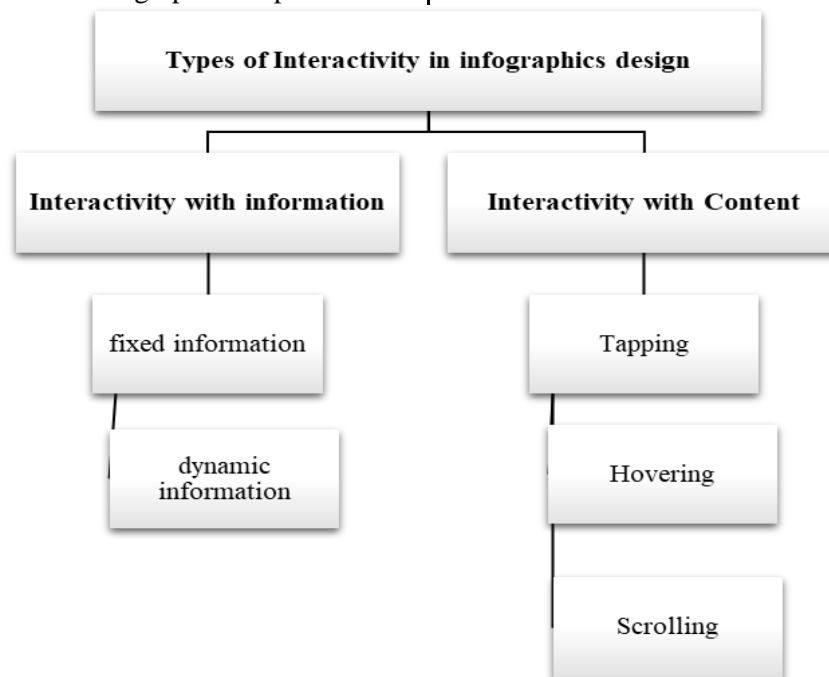 Types of Interactivity in infographics design
Interactivity with information
Interactivity with Content
fixed information
Tapping
dynamic
information
Hovering
Scrolling